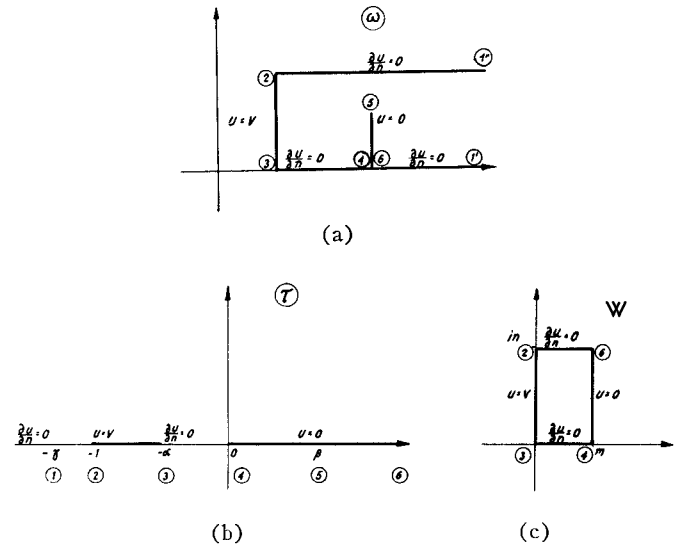 ω
∂u/∂n = 0
1"
2
5
u = V
u = 0
3
∂u/∂n = 0
4
6
∂u/∂n = 0
1'
(a)
τ
W
in
∂u/∂n = 0
2
6
∂u/∂n = 0
u = V
∂u/∂n = 0
u = 0
u = V
u = 0
∂u/∂n = 0
-γ
-1
-α
0
β
3
4
m
1
2
3
4
5
6
(b)
(c)